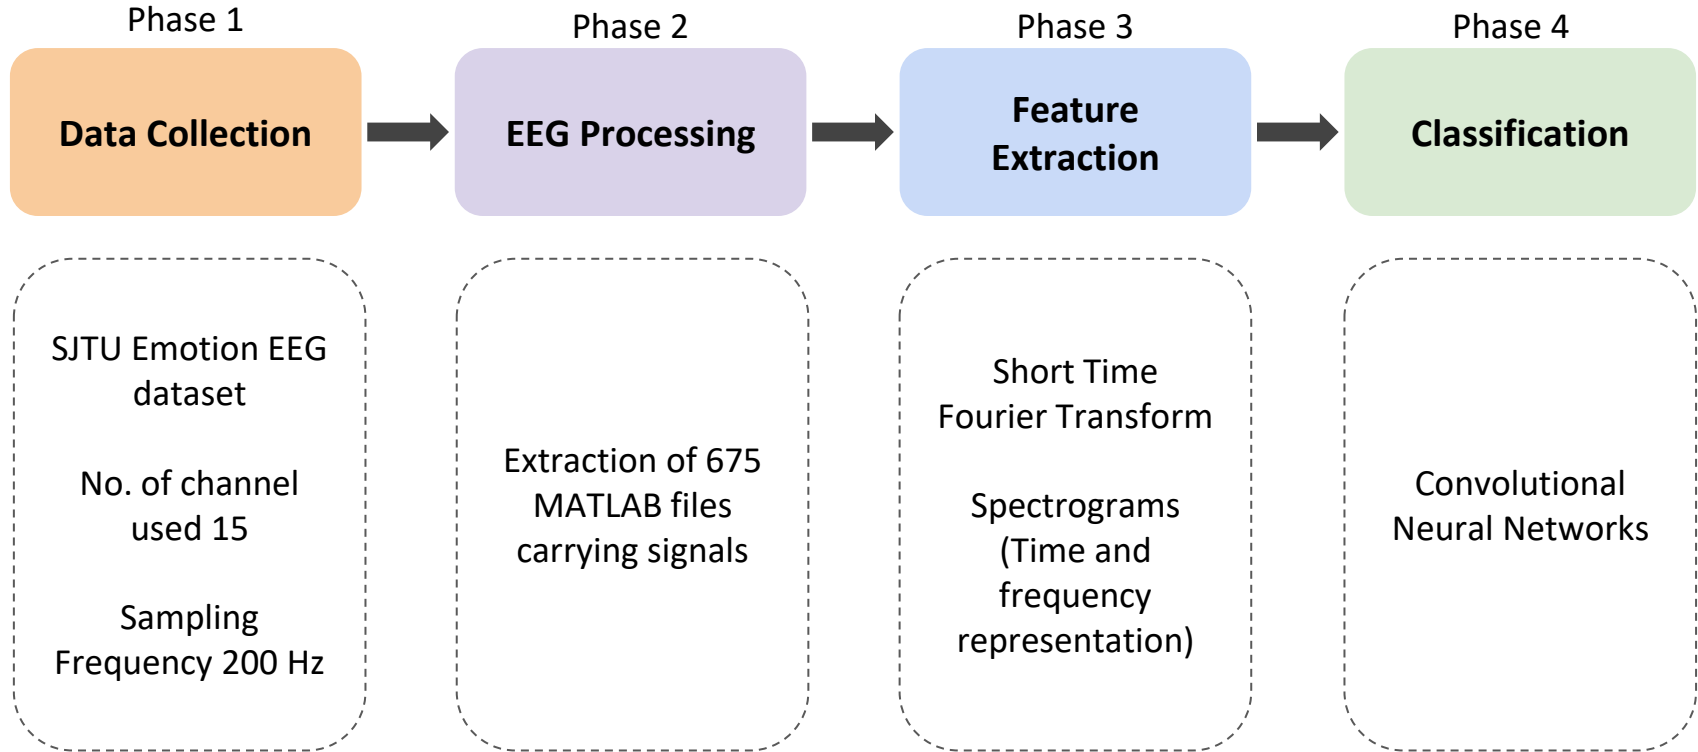 Phase 1
Data Collection
SJTU Emotion EEG
dataset
No. of channel
used 15
Sampling
Frequency 200 Hz
Phase 2
EEG Processing
Extraction of 675
MATLAB files
carrying signals
Phase 3
Feature
Extraction
Short Time
Fourier Transform
Spectrograms
(Time and
frequency
representation)
Phase 4
Classification
Convolutional
Neural Networks